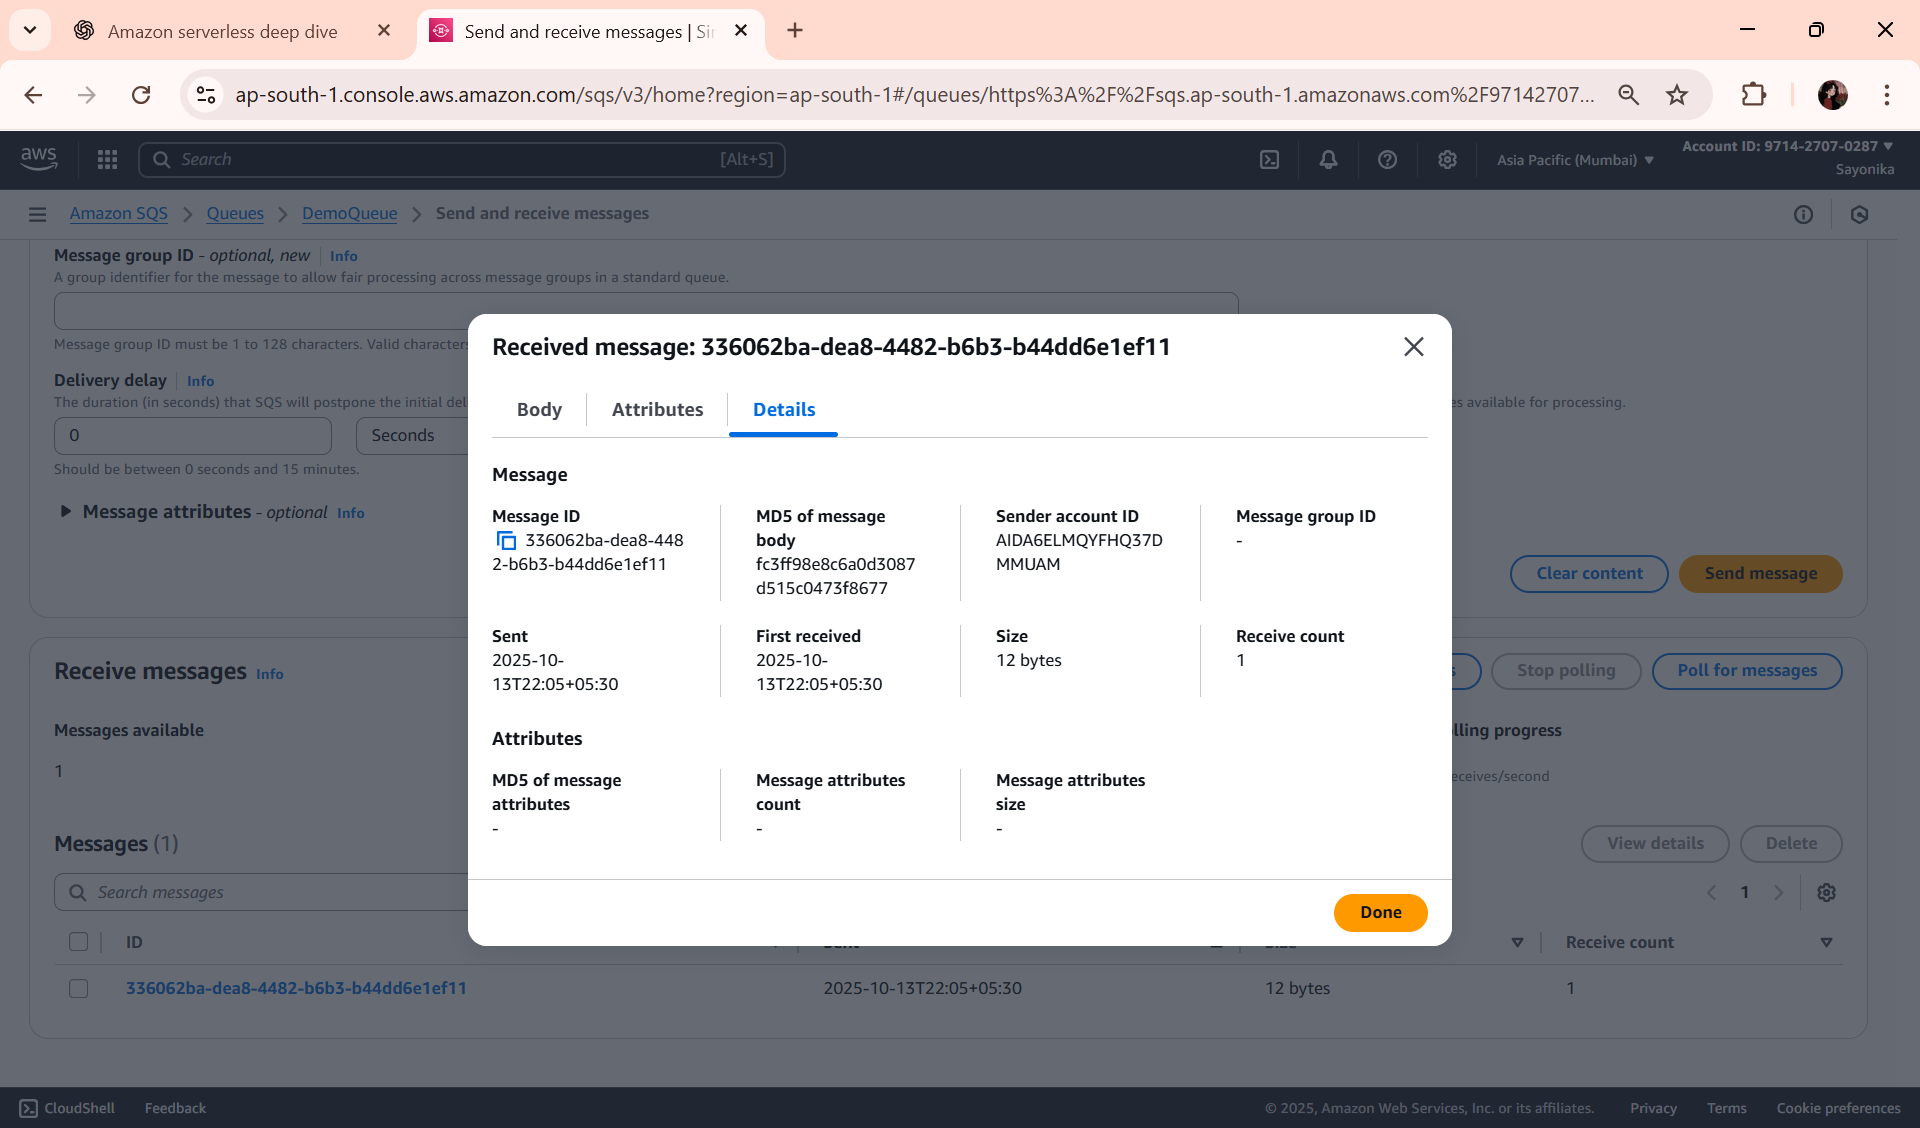 Amazon serverless deep dive
Send and receive messages | Sir
ap-south-1.console.aws.amazon.com/sqs/v3/home?region=ap-south-1#/queues/https%3A%2F%2Fsqs.ap-south-1.amazonaws.com%2F97142707...
aws
Search
[Alt+S]
Asia Pacific (Mumbai)
Account ID: 9714-2707-0287
Sayonika
Amazon SQS
Queues
DemoQueue
Send and receive messages
Message group ID - optional, new
Info
A group identifier for the message to allow fair processing across message groups in a standard queue.
Message group ID must be 1 to 128 characters. Valid characters
Delivery delay
Info
The duration (in seconds) that SQS will postpone the initial del
es available for processing.
0
Seconds
Should be between 0 seconds and 15 minutes.
Message attributes - optional Info
Clear content
Send message
Received message: 336062ba-dea8-4482-b6b3-b44dd6e1ef11
Body
Attributes
Details
Message
Message ID
336062ba-dea8-448
2-b6b3-b44dd6e1ef11
MD5 of message
body
fc3ff98e8c6a0d3087
d515c0473f8677
Sender account ID
AIDA6ELMQYFHQ37D
MMUAM
Message group ID
-
Sent
2025-10-
13T22:05+05:30
First received
2025-10-
13T22:05+05:30
Size
12 bytes
Receive count
1
Attributes
MD5 of message
attributes
-
Message attributes
count
-
Message attributes
size
-
Done
Receive messages Info
s
Stop polling
Poll for messages
Messages available
1
lling progress
eceives/second
Messages (1)
View details
Delete
Search messages
1
ID
Receive count
336062ba-dea8-4482-b6b3-b44dd6e1ef11
2025-10-13T22:05+05:30
12 bytes
1
CloudShell
Feedback
© 2025, Amazon Web Services, Inc. or its affiliates.
Privacy
Terms
Cookie preferences